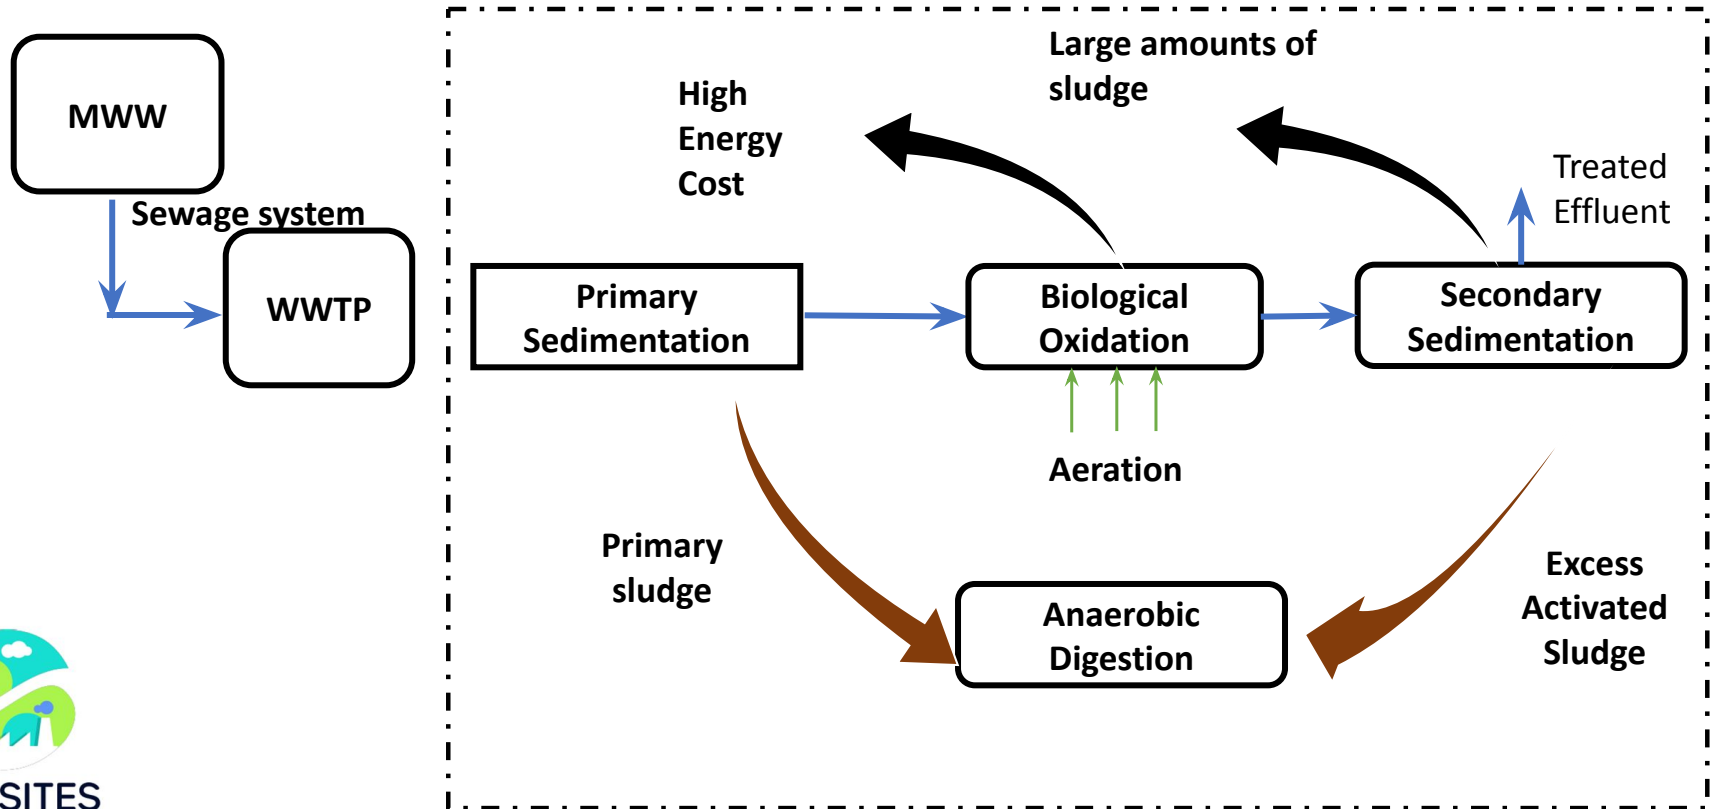 MWW
Sewage system
WWTP
High
Energy
Cost
Large amounts of
sludge
Treated
Effluent
Primary
Sedimentation
Biological
Oxidation
Secondary
Sedimentation
Aeration
Primary
sludge
Anaerobic
Digestion
Excess
Activated
Sludge
SITES